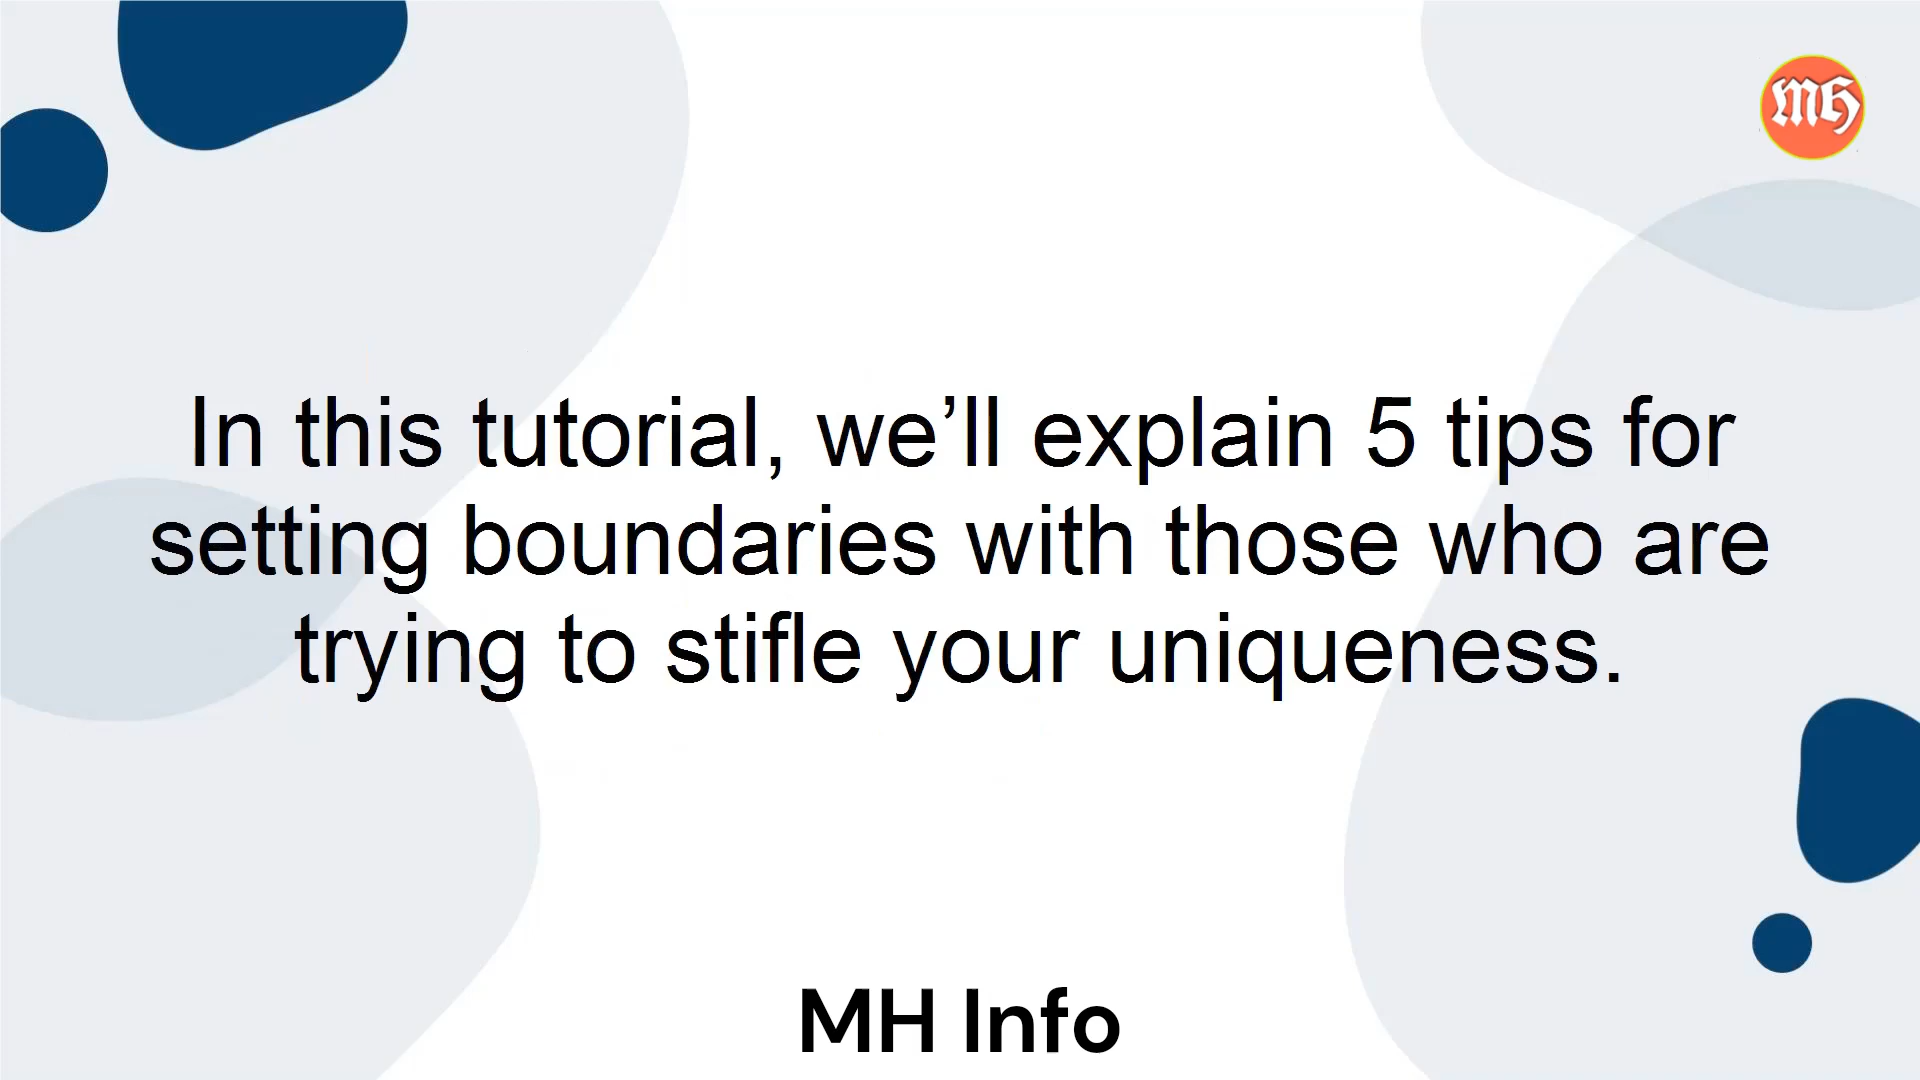 MH
In this tutorial, we’ll explain 5 tips for
setting boundaries with those who are
trying to stifle your uniqueness.
MH Info